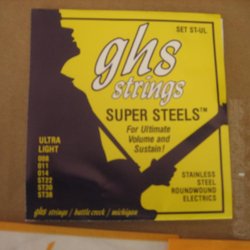 SET ST-UL
ghs
strings
SUPER STEELS™
For Ultimate
Volume and
Sustain!
ULTRA
LIGHT
008
011
014
ST22
ST30
ST38
STAINLESS
STEEL
ROUNDWOUND
ELECTRICS
ghs strings / battle creek / michigan